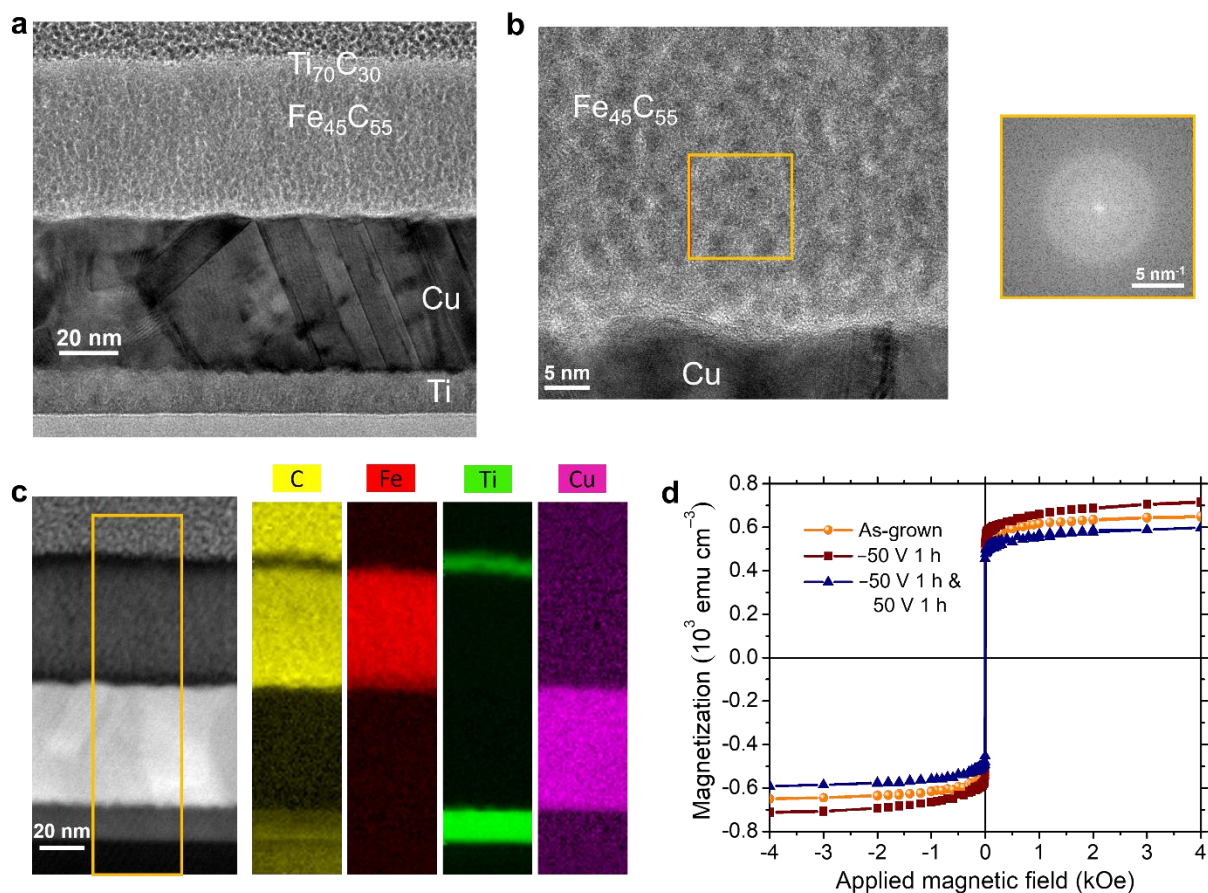 a
Ti70C30
Fe45C55
Cu
20 nm
Ti
b
Fe45C55
5 nm
Cu
5 nm⁻¹
c
C Fe Ti Cu
20 nm
d
0.8
0.6
0.4
0.2
0.0
-0.2
-0.4
-0.6
-0.8
Magnetization (10³ emu cm⁻³)
As-grown
−50 V 1 h
−50 V 1 h &
50 V 1 h
-4 -3 -2 -1 0 1 2 3 4
Applied magnetic field (kOe)